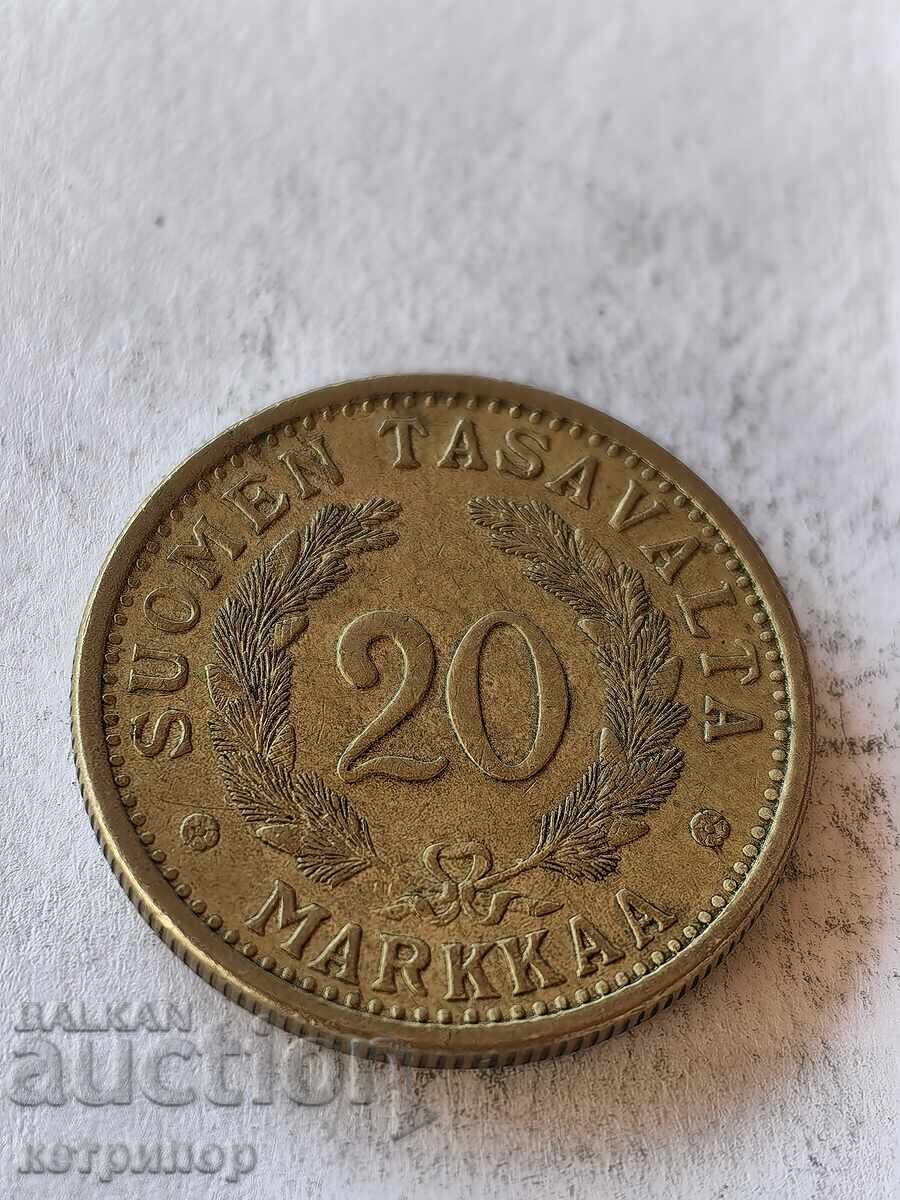 SUOMEN TASAVALTA
20
MARKKAA
BALKAN
auction
кетрипор